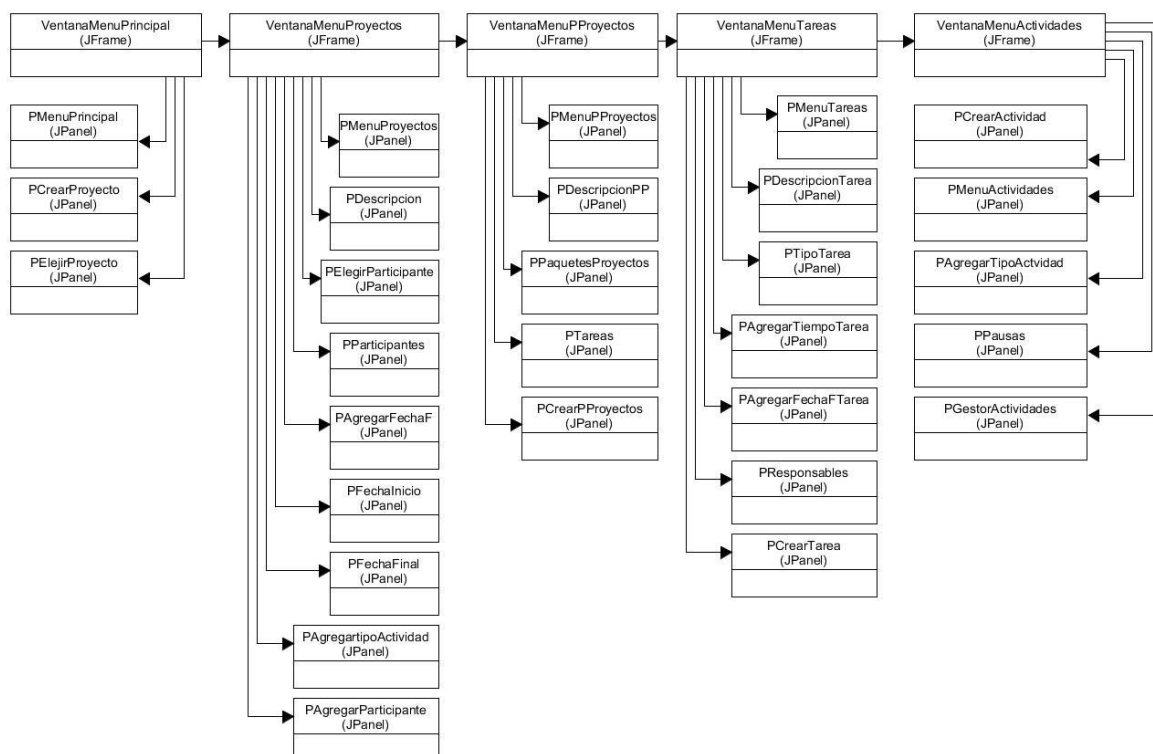 VentanaMenuPrincipal
(JFrame)
VentanaMenuProyectos
(JFrame)
VentanaMenuPProyectos
(JFrame)
VentanaMenuTareas
(JFrame)
VentanaMenuActividades
(JFrame)
PMenuPrincipal
(JPanel)
PCrearProyecto
(JPanel)
PElejirProyecto
(JPanel)
PMenuProyectos
(JPanel)
PDescripcion
(JPanel)
PElegirParticipante
(JPanel)
PParticipantes
(JPanel)
PAgregarFechaF
(JPanel)
PFechaInicio
(JPanel)
PFechaFinal
(JPanel)
PAgregartipoActividad
(JPanel)
PAgregarParticipante
(JPanel)
PMenuPProyectos
(JPanel)
PDescripcionPP
(JPanel)
PPaquetesProyectos
(JPanel)
PTareas
(JPanel)
PCrearPProyectos
(JPanel)
PMenuTareas
(JPanel)
PDescripcionTarea
(JPanel)
PTipoTarea
(JPanel)
PAgregarTiempoTarea
(JPanel)
PAgregarFechaFTarea
(JPanel)
PResponsables
(JPanel)
PCrearTarea
(JPanel)
PCrearActividad
(JPanel)
PMenuActividades
(JPanel)
PAgregarTipoActvidad
(JPanel)
PPausas
(JPanel)
PGestorActividades
(JPanel)